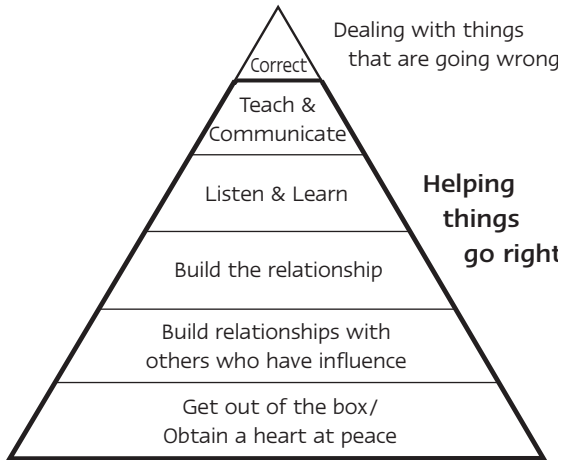 Dealing with things
that are going wrong
Correct
Teach &
Communicate
Listen & Learn
Helping
things
go right
Build the relationship
Build relationships with
others who have influence
Get out of the box/
Obtain a heart at peace